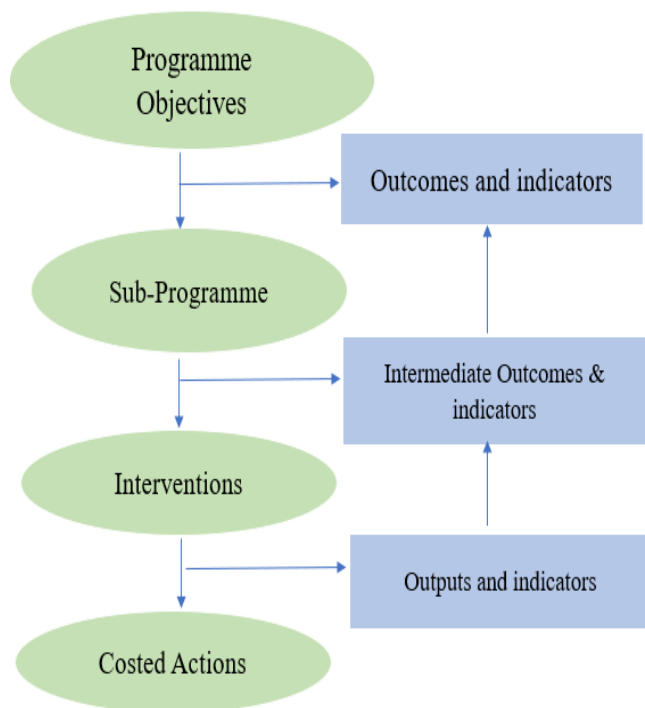 Programme
Objectives
Outcomes and indicators
Sub-Programme
Intermediate Outcomes &
indicators
Interventions
Outputs and indicators
Costed Actions